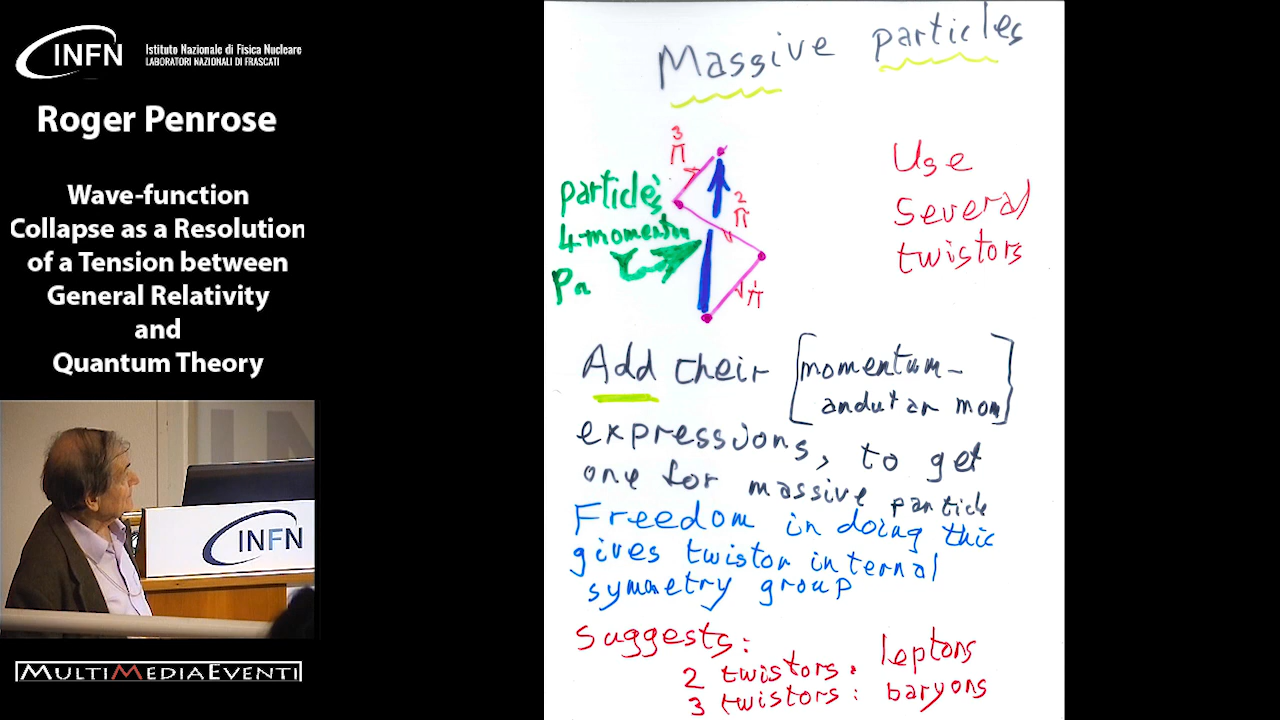 INFN
Istituto Nazionale di Fisica Nucleare
LABORATORI NAZIONALI DI FRASCATI
Roger Penrose
Wave-function
Collapse as a Resolution
of a Tension between
General Relativity
and
Quantum Theory
INFN
MULTIMEDIAEVENTI
Massive particles
3
π
particle's
2
π
4-momentum
Pa
1
π
Use
several
twistors
Add their [momentum-
angular mom]
expressions, to get
one for massive particle
Freedom in doing this
gives twistor internal
symmetry group
Suggests:
2 twistors: leptons
3 twistors: baryons